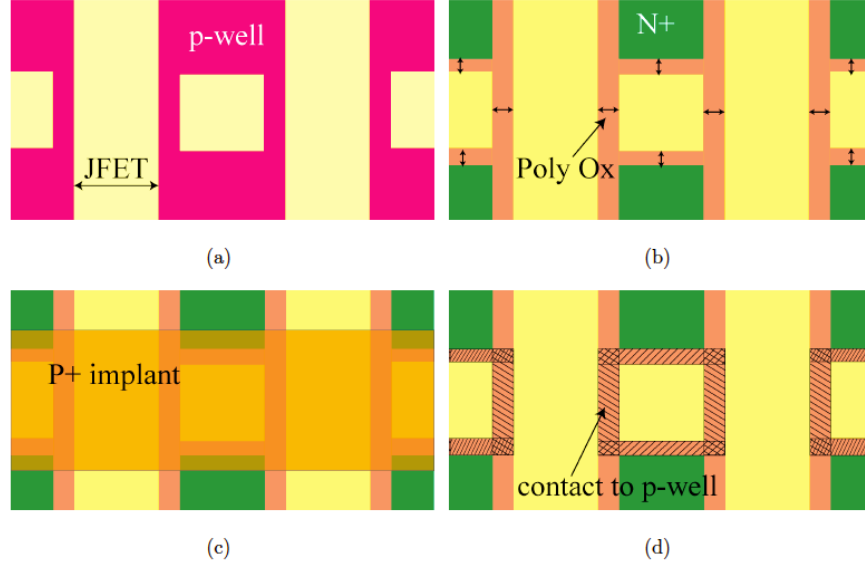 p-well
JFET
(a)
N+
Poly Ox
(b)
P+ implant
(c)
contact to p-well
(d)